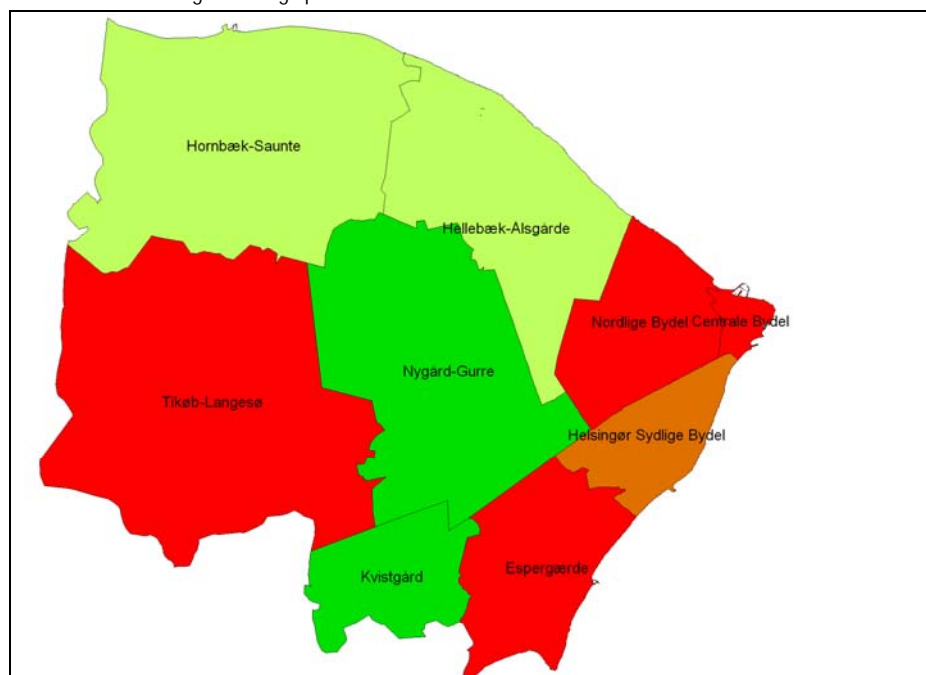 Hornbæk-Saunte
Hellebæk-Ålsgårde
Nordlige Bydel
Centrale Bydel
Nygård-Gurre
Tikøb-Langesø
Helsingør Sydlige Bydel
Espergærde
Kvistgård